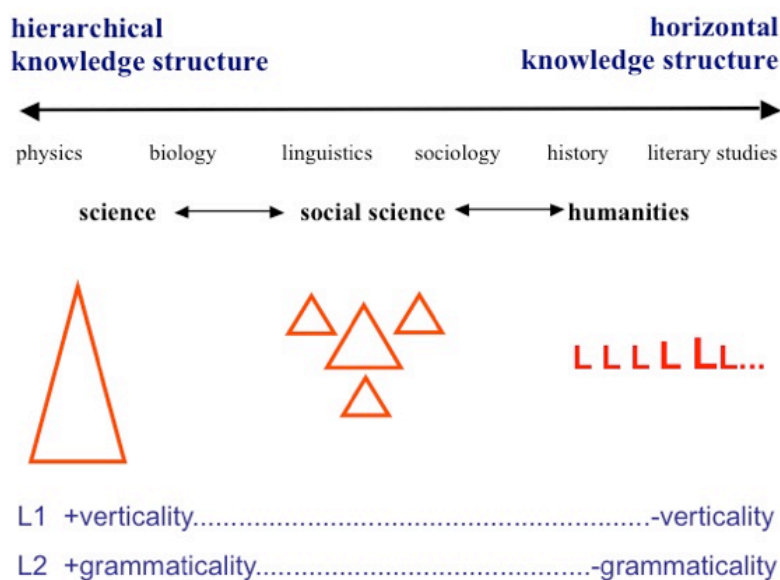 hierarchical horizontal
knowledge structure knowledge structure
physics biology linguistics sociology history literary studies
science social science humanities
L L L L L L...
L1 +verticality.............................................-verticality
L2 +grammaticality.................................-grammaticality